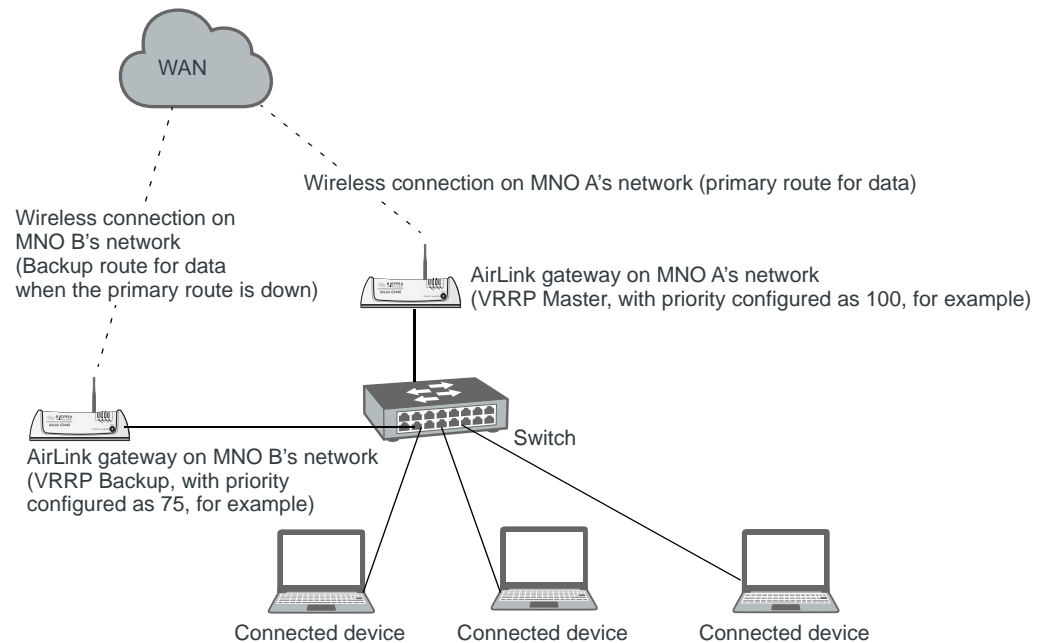 WAN
Wireless connection on MNO A's network (primary route for data)
Wireless connection on
MNO B's network
(Backup route for data
when the primary route is down)
AirLink gateway on MNO A's network
(VRRP Master, with priority configured as 100, for example)
Switch
AirLink gateway on MNO B's network
(VRRP Backup, with priority
configured as 75, for example)
Connected device
Connected device
Connected device